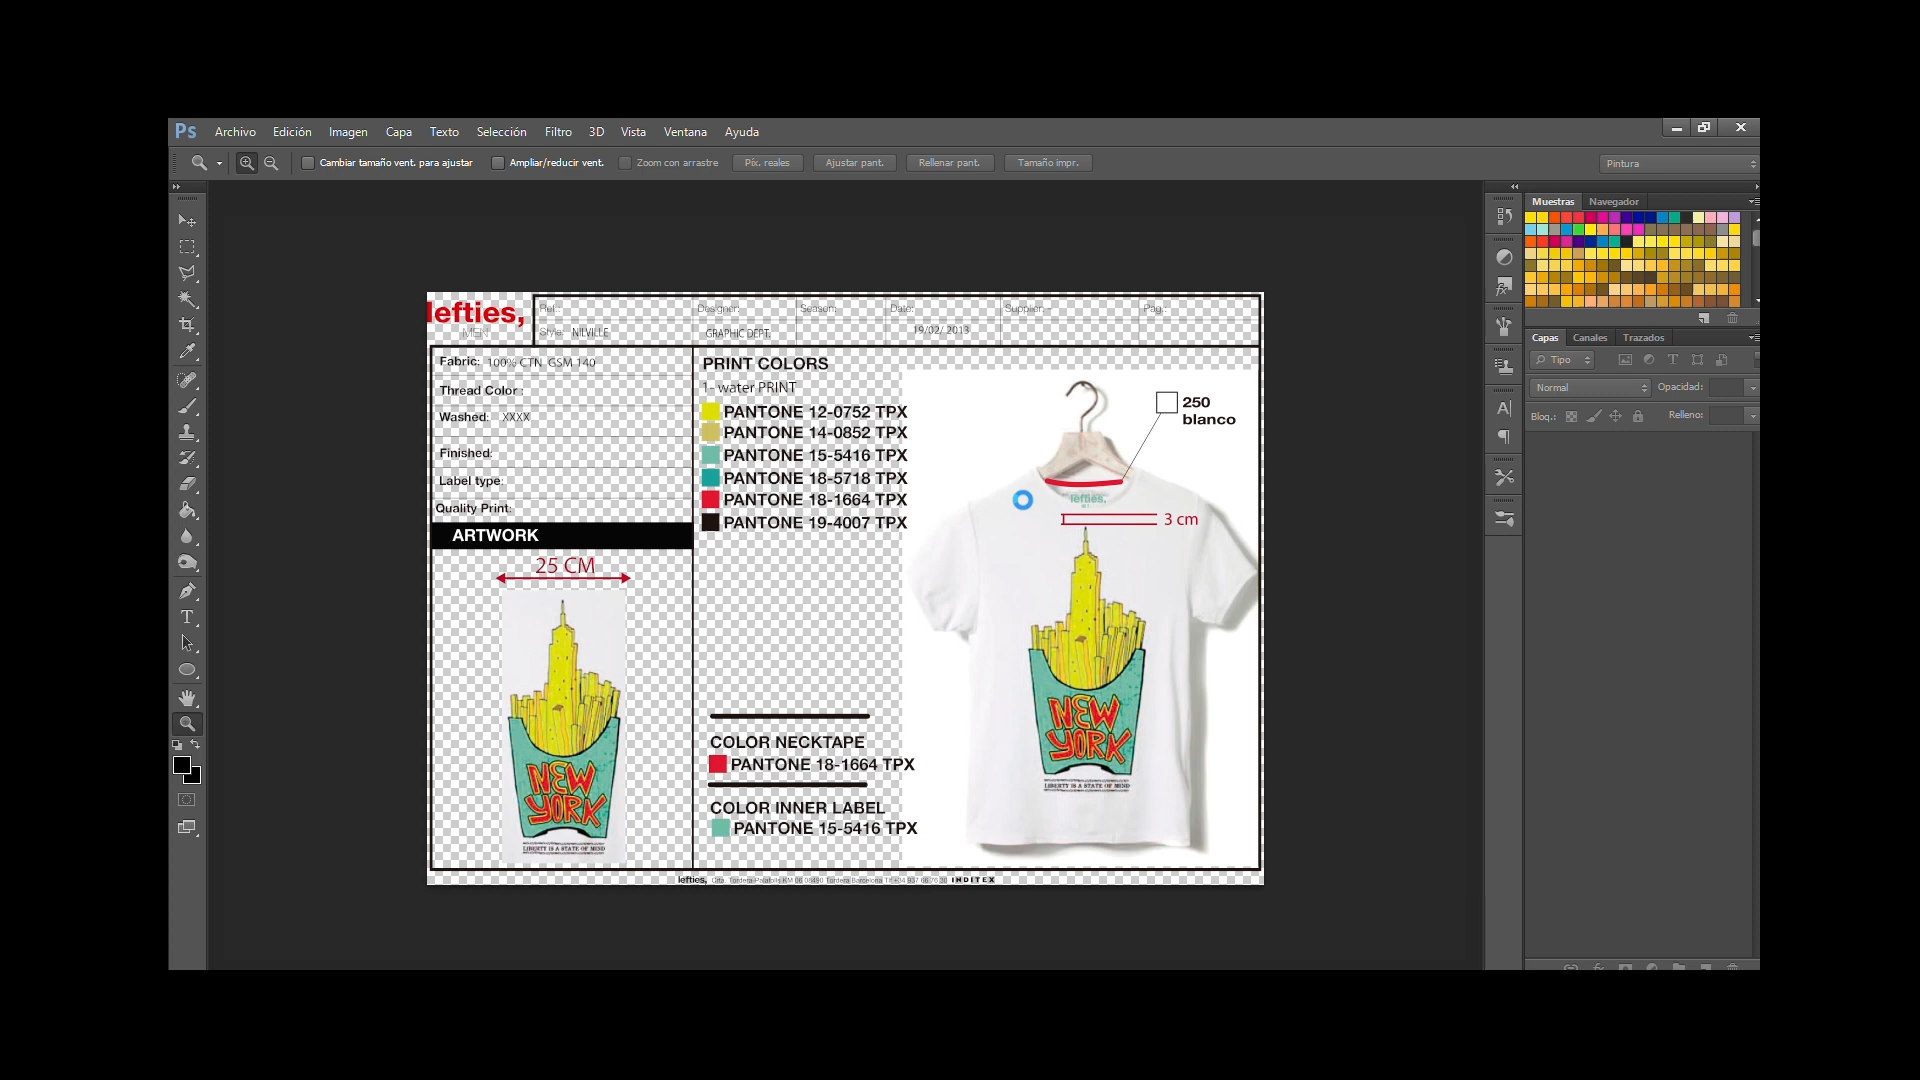 Ps Archivo Edición Imagen Capa Texto Selección Filtro 3D Vista Ventana Ayuda
Cambiar tamaño vent. para ajustar Ampliar/reducir vent. Zoom con arrastre Píx. reales Ajustar pant. Rellenar pant. Tamaño impr. Pintura
Muestras Navegador
Capas Canales Trazados
Tipo
Normal Opacidad:
Bloq.: Relleno:
lefties,
MEN
Ref.: Designer: Season: Date: Supplier: - Pag.:
Style: NILVILLE GRAPHIC DEPT. 19/02/ 2013
Fabric: 100% CTN GSM 140
Thread Color :
Washed: XXXX
Finished:
Label type:
Quality Print:
ARTWORK
25 CM
NEW
YORK
LIBERTY IS A STATE OF MIND
PRINT COLORS
1- water PRINT
PANTONE 12-0752 TPX
PANTONE 14-0852 TPX
PANTONE 15-5416 TPX
PANTONE 18-5718 TPX
PANTONE 18-1664 TPX
PANTONE 19-4007 TPX
COLOR NECKTAPE
PANTONE 18-1664 TPX
COLOR INNER LABEL
PANTONE 15-5416 TPX
250
blanco
lefties.
3 cm
NEW
YORK
LIBERTY IS A STATE OF MIND
lefties, INDITEX